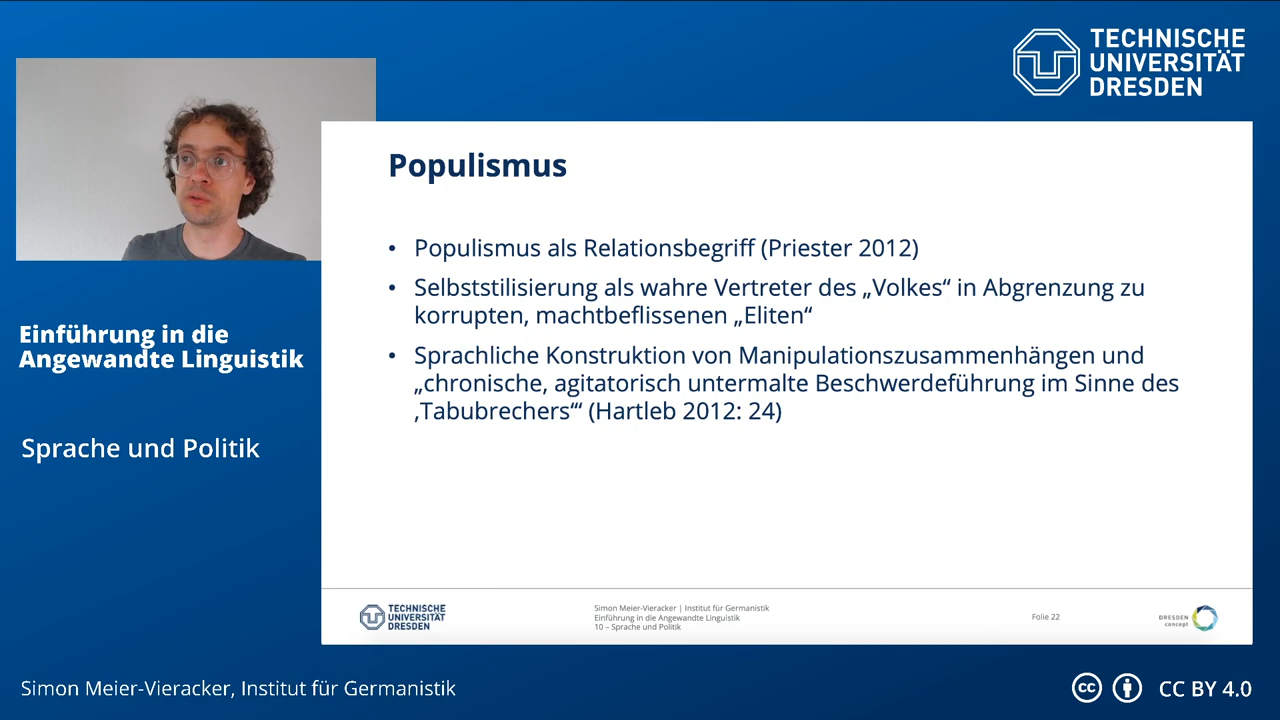 TECHNISCHE
UNIVERSITÄT
DRESDEN
Populismus
• Populismus als Relationsbegriff (Priester 2012)
• Selbststilisierung als wahre Vertreter des „Volkes“ in Abgrenzung zu
korrupten, machtbeflissenen „Eliten“
• Sprachliche Konstruktion von Manipulationszusammenhängen und
„chronische, agitatorisch untermalte Beschwerdeführung im Sinne des
‚Tabubrechers‘“ (Hartleb 2012: 24)
Einführung in die
Angewandte Linguistik
Sprache und Politik
TECHNISCHE
UNIVERSITÄT
DRESDEN
Simon Meier-Vieracker | Institut für Germanistik
Einführung in die Angewandte Linguistik
10 – Sprache und Politik
Folie 22
DRESDEN
concept
Simon Meier-Vieracker, Institut für Germanistik
cc
CC BY 4.0